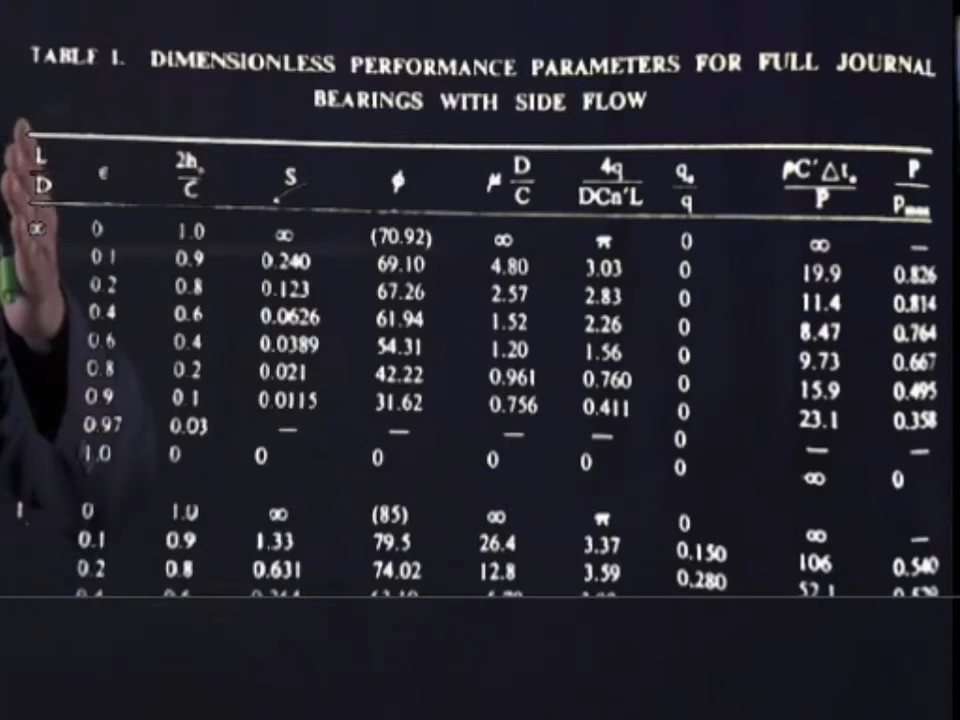 TABLE 1. DIMENSIONLESS PERFORMANCE PARAMETERS FOR FULL JOURNAL
BEARINGS WITH SIDE FLOW
L/D ε 2h₀/C S φ μ D/C 4q/DCn'L qₛ/q ρC'Δtₒ/P P/Pmax
∞ 0 1.0 ∞ (70.92) ∞ π 0 ∞ —
0.1 0.9 0.240 69.10 4.80 3.03 0 19.9 0.826
0.2 0.8 0.123 67.26 2.57 2.83 0 11.4 0.814
0.4 0.6 0.0626 61.94 1.52 2.26 0 8.47 0.764
0.6 0.4 0.0389 54.31 1.20 1.56 0 9.73 0.667
0.8 0.2 0.021 42.22 0.961 0.760 0 15.9 0.495
0.9 0.1 0.0115 31.62 0.756 0.411 0 23.1 0.358
0.97 0.03 — — — — 0 — —
1.0 0 0 0 0 0 0 ∞ 0
1 0 1.0 ∞ (85) ∞ π 0 ∞ —
0.1 0.9 1.33 79.5 26.4 3.37 0.150 106 0.540
0.2 0.8 0.631 74.02 12.8 3.59 0.280 52.1